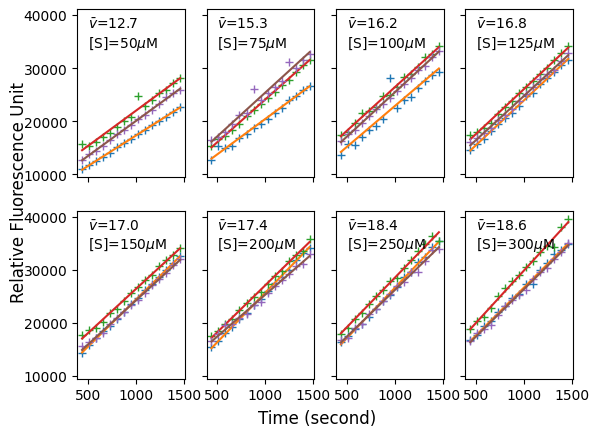 v̄=12.7
[S]=50μM
v̄=15.3
[S]=75μM
v̄=16.2
[S]=100μM
v̄=16.8
[S]=125μM
40000
30000
20000
10000
v̄=17.0
[S]=150μM
v̄=17.4
[S]=200μM
v̄=18.4
[S]=250μM
v̄=18.6
[S]=300μM
40000
30000
20000
10000
500 1000 1500
500 1000 1500
500 1000 1500
500 1000 1500
Relative Fluorescence Unit
Time (second)